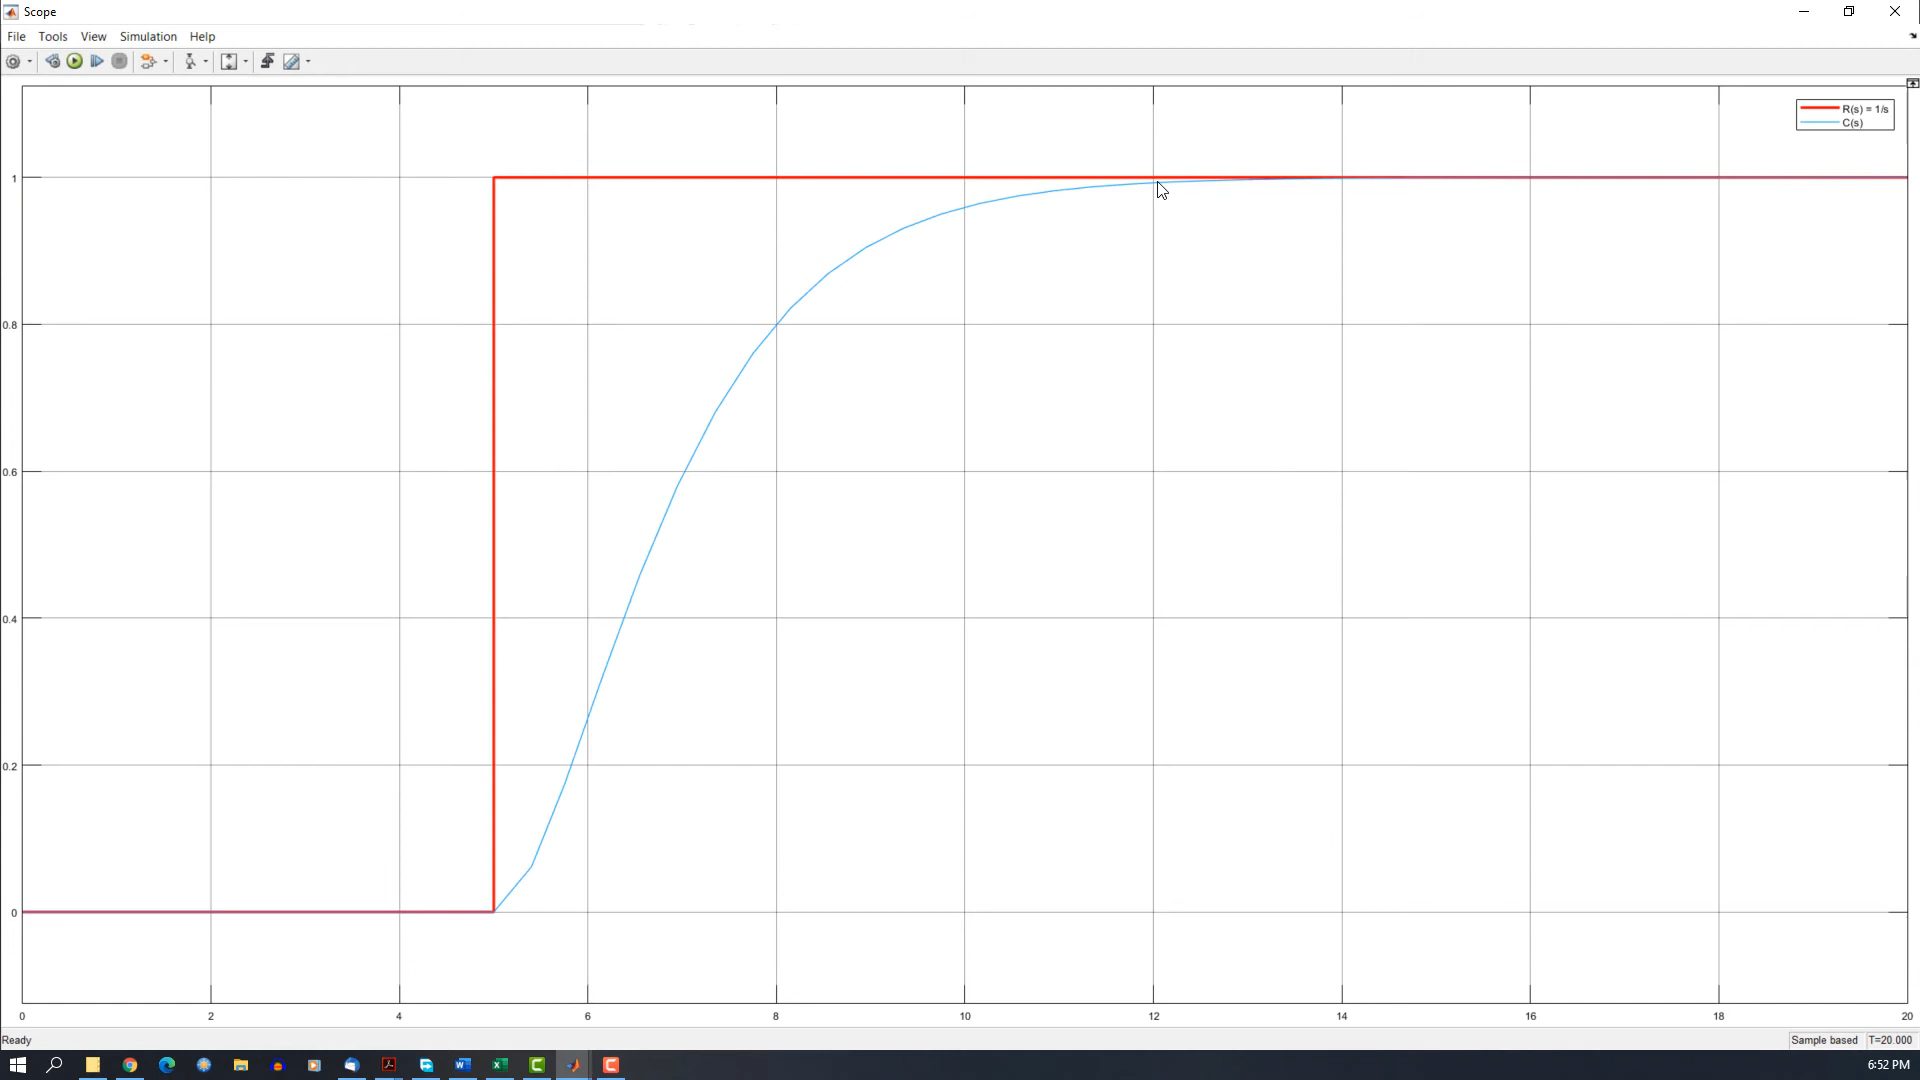 Scope
File Tools View Simulation Help
R(s) = 1/s
C(s)
1
0.8
0.6
0.4
0.2
0
0 2 4 6 8 10 12 14 16 18 20
Ready
Sample based T=20.000
6:52 PM